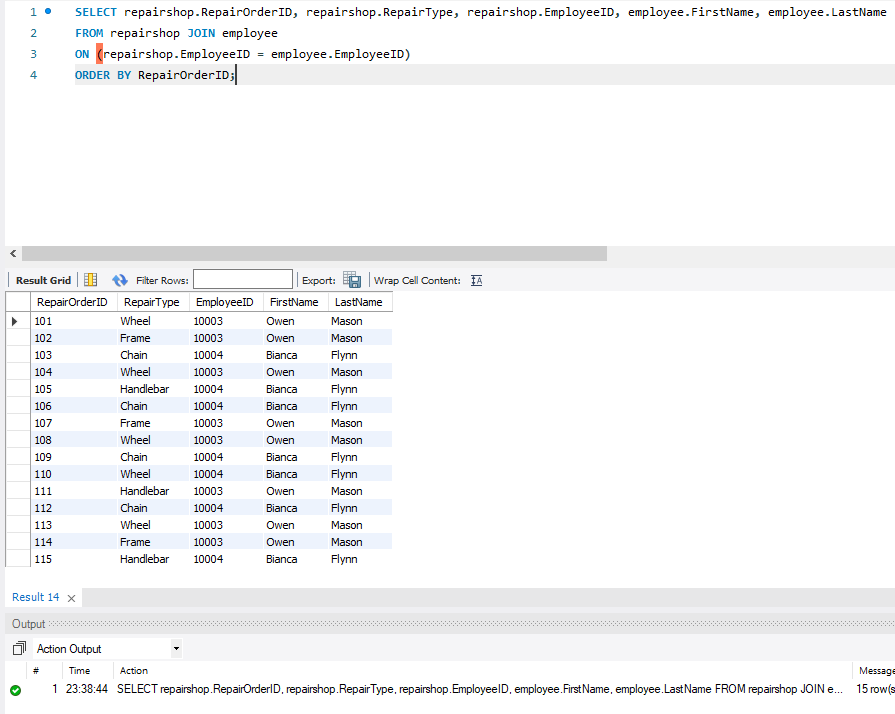 1 SELECT repairshop.RepairOrderID, repairshop.RepairType, repairshop.EmployeeID, employee.FirstName, employee.LastName
2 FROM repairshop JOIN employee
3 ON (repairshop.EmployeeID = employee.EmployeeID)
4 ORDER BY RepairOrderID;
Result Grid Filter Rows: Export: Wrap Cell Content:
RepairOrderID RepairType EmployeeID FirstName LastName
101 Wheel 10003 Owen Mason
102 Frame 10003 Owen Mason
103 Chain 10004 Bianca Flynn
104 Wheel 10003 Owen Mason
105 Handlebar 10004 Bianca Flynn
106 Chain 10004 Bianca Flynn
107 Frame 10003 Owen Mason
108 Wheel 10003 Owen Mason
109 Chain 10004 Bianca Flynn
110 Wheel 10004 Bianca Flynn
111 Handlebar 10003 Owen Mason
112 Chain 10004 Bianca Flynn
113 Wheel 10003 Owen Mason
114 Frame 10003 Owen Mason
115 Handlebar 10004 Bianca Flynn
Result 14
Output
Action Output
# Time Action Message
1 23:38:44 SELECT repairshop.RepairOrderID, repairshop.RepairType, repairshop.EmployeeID, employee.FirstName, employee.LastName FROM repairshop JOIN e... 15 row(s